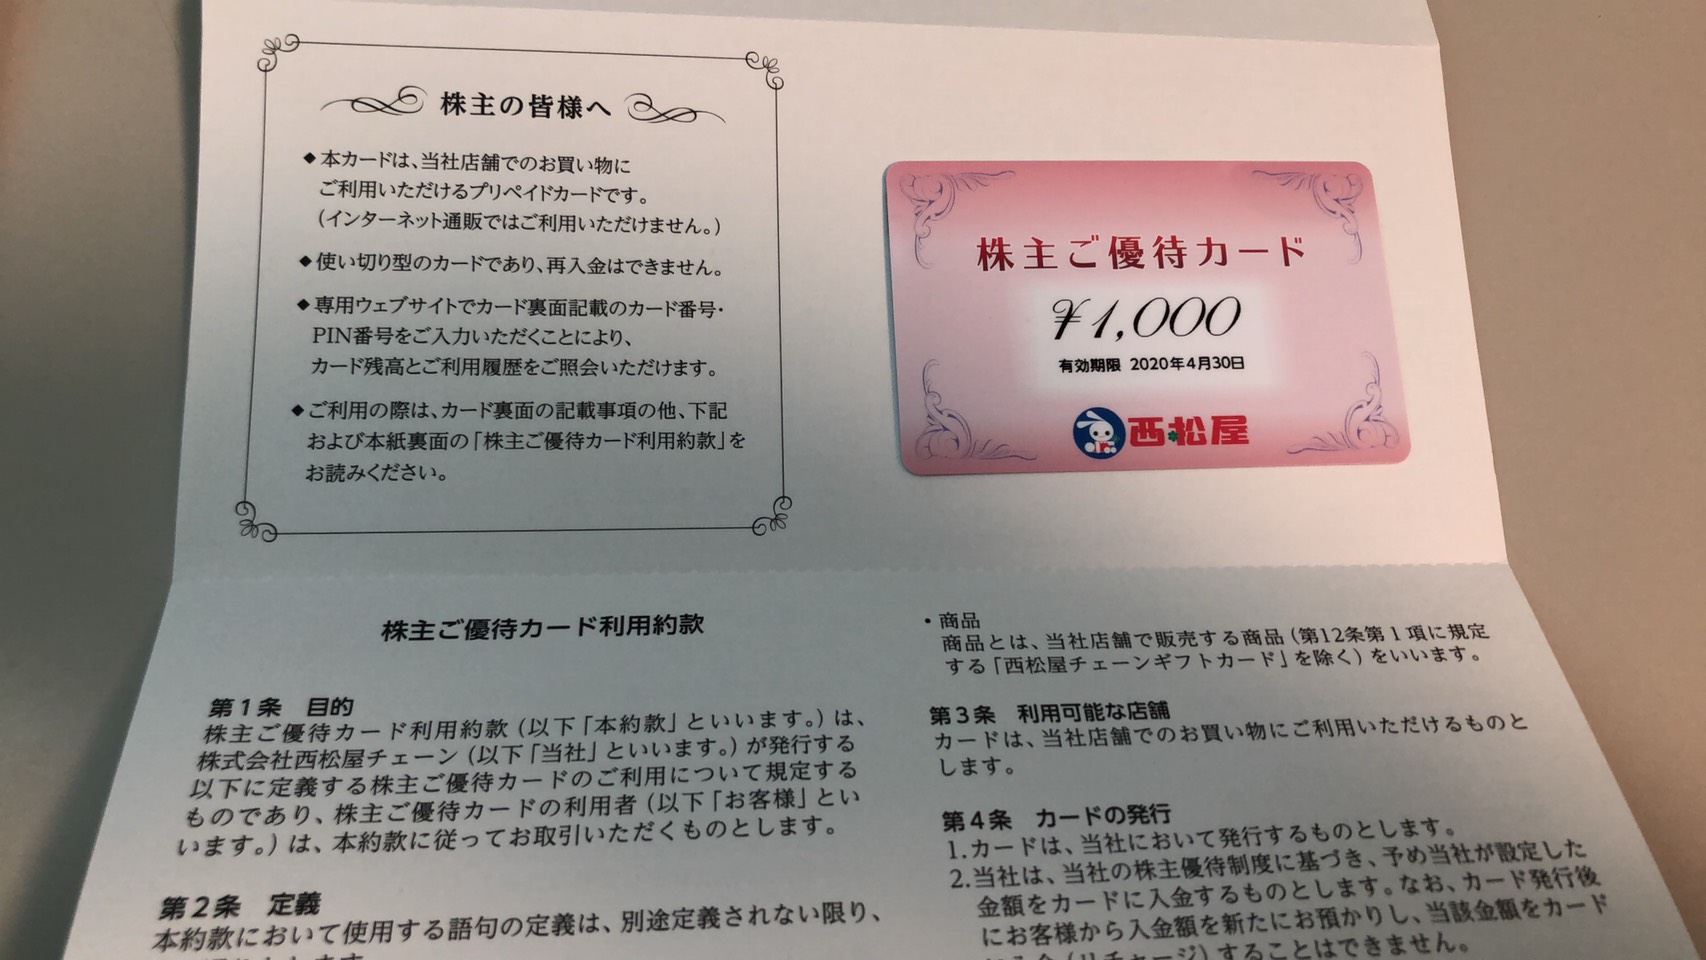 株主の皆様へ
◆本カードは、当社店舗でのお買い物に
ご利用いただけるプリペイドカードです。
(インターネット通販ではご利用いただけません。)
◆使い切り型のカードであり、再入金はできません。
◆専用ウェブサイトでカード裏面記載のカード番号・
PIN番号をご入力いただくことにより、
カード残高とご利用履歴をご照会いただけます。
◆ご利用の際は、カード裏面の記載事項の他、下記
および本紙裏面の「株主ご優待カード利用約款」を
お読みください。
株主ご優待カード
¥1,000
有効期限 2020年4月30日
西松屋
株主ご優待カード利用約款
第1条 目的
株主ご優待カード利用約款(以下「本約款」といいます。)は、
株式会社西松屋チェーン(以下「当社」といいます。)が発行する
以下に定義する株主ご優待カードのご利用について規定する
ものであり、株主ご優待カードの利用者(以下「お客様」とい
います。)は、本約款に従ってお取引いただくものとします。
第2条 定義
本約款において使用する語句の定義は、別途定義されない限り、
・商品
商品とは、当社店舗で販売する商品(第12条第1項に規定
する「西松屋チェーンギフトカード」を除く)をいいます。
第3条 利用可能な店舗
カードは、当社店舗でのお買い物にご利用いただけるものと
します。
第4条 カードの発行
1.カードは、当社において発行するものとします。
2.当社は、当社の株主優待制度に基づき、予め当社が設定した
金額をカードに入金するものとします。なお、カード発行後
にお客様から入金額を新たにお預かりし、当該金額をカード
(リチャージ)することはできません。